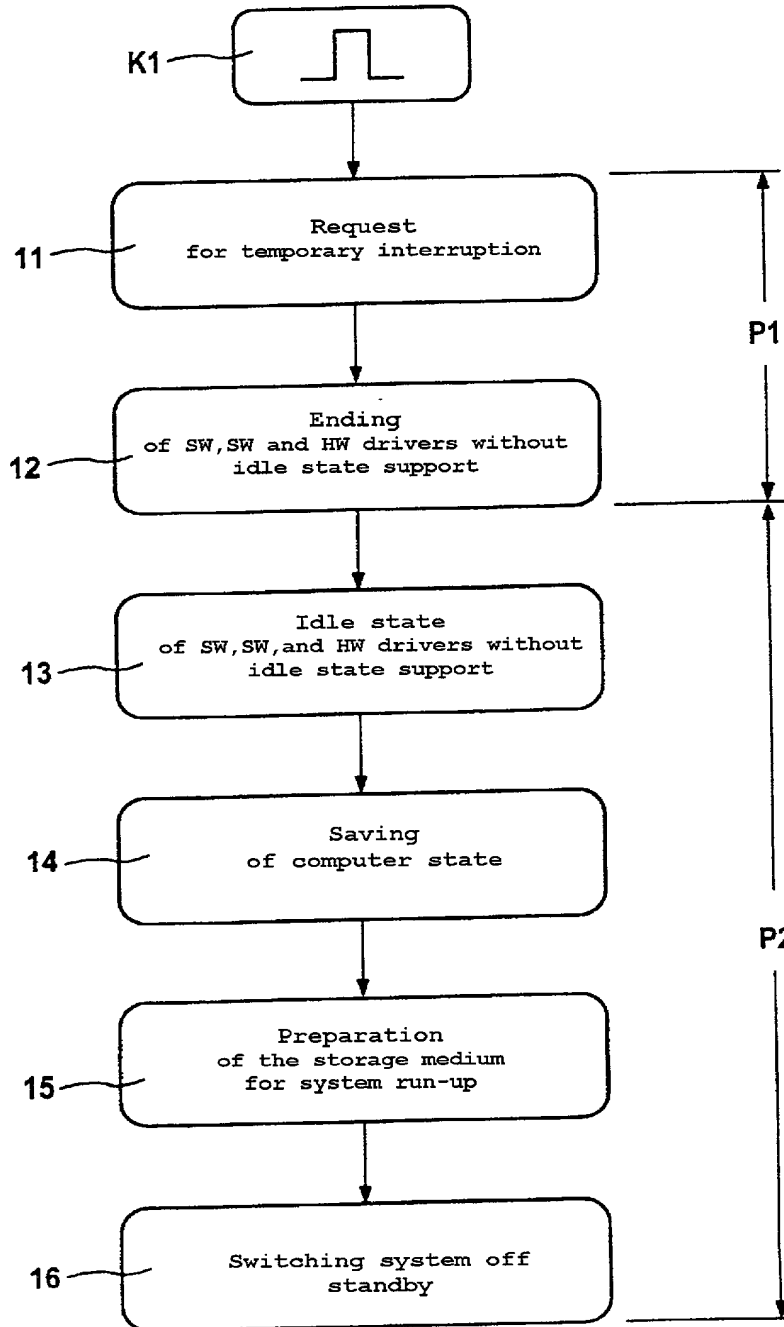 K1
11
Request
for temporary interruption
P1
12
Ending
of SW,SW and HW drivers without
idle state support
13
Idle state
of SW,SW,and HW drivers without
idle state support
14
Saving
of computer state
P2
15
Preparation
of the storage medium
for system run-up
16
Switching system off
standby